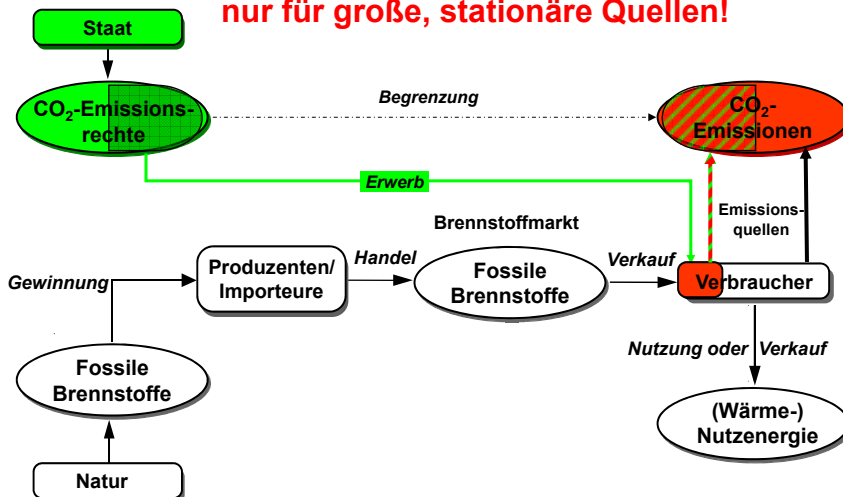 nur für große, stationäre Quellen!
Staat
CO₂-Emissions-
rechte
Begrenzung
CO₂-
Emissionen
Erwerb
Emissions-
quellen
Brennstoffmarkt
Gewinnung
Produzenten/
Importeure
Handel
Fossile
Brennstoffe
Verkauf
Verbraucher
Fossile
Brennstoffe
Nutzung oder Verkauf
(Wärme-)
Nutzenergie
Natur